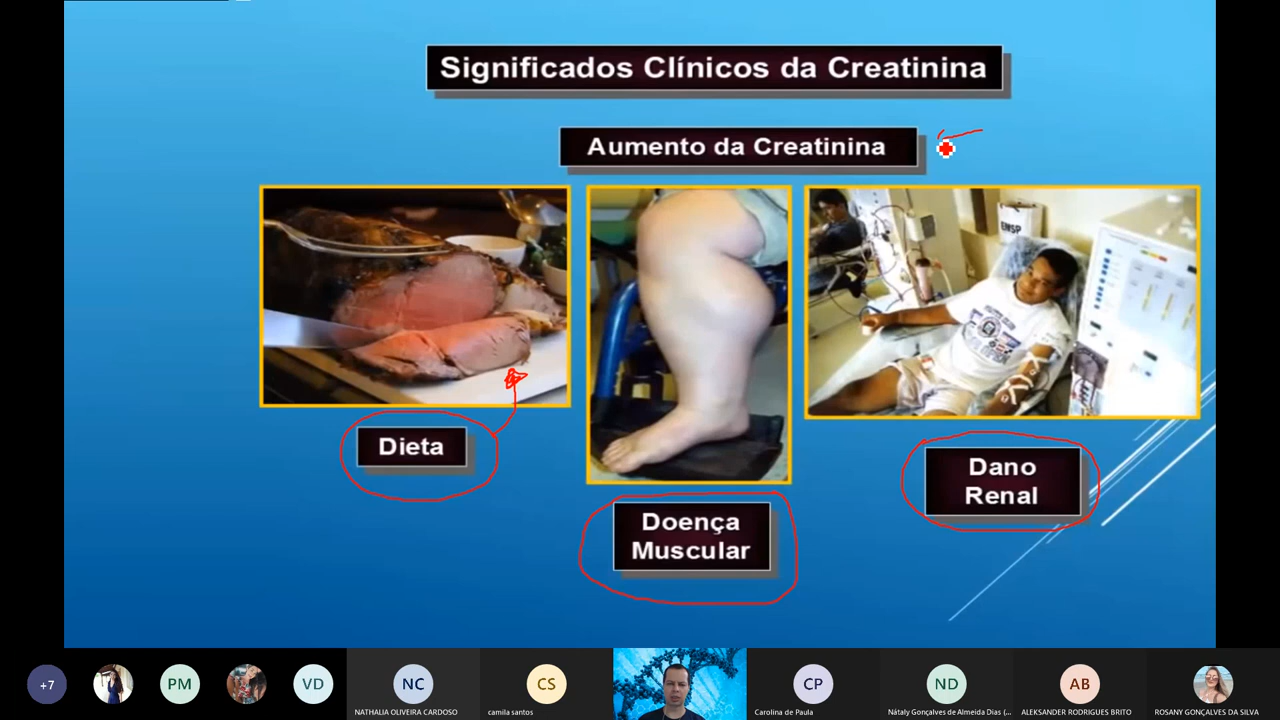 Significados Clínicos da Creatinina
Aumento da Creatinina
EMSP
Dieta
Doença
Muscular
Dano
Renal
+7
PM
VD
NC
NATHALIA OLIVEIRA CARDOSO
CS
camila santos
CP
Carolina de Paula
ND
Nátaly Gonçalves de Almeida Dias (...
AB
ALEKSANDER RODRIGUES BRITO
ROSANY GONÇALVES DA SILVA